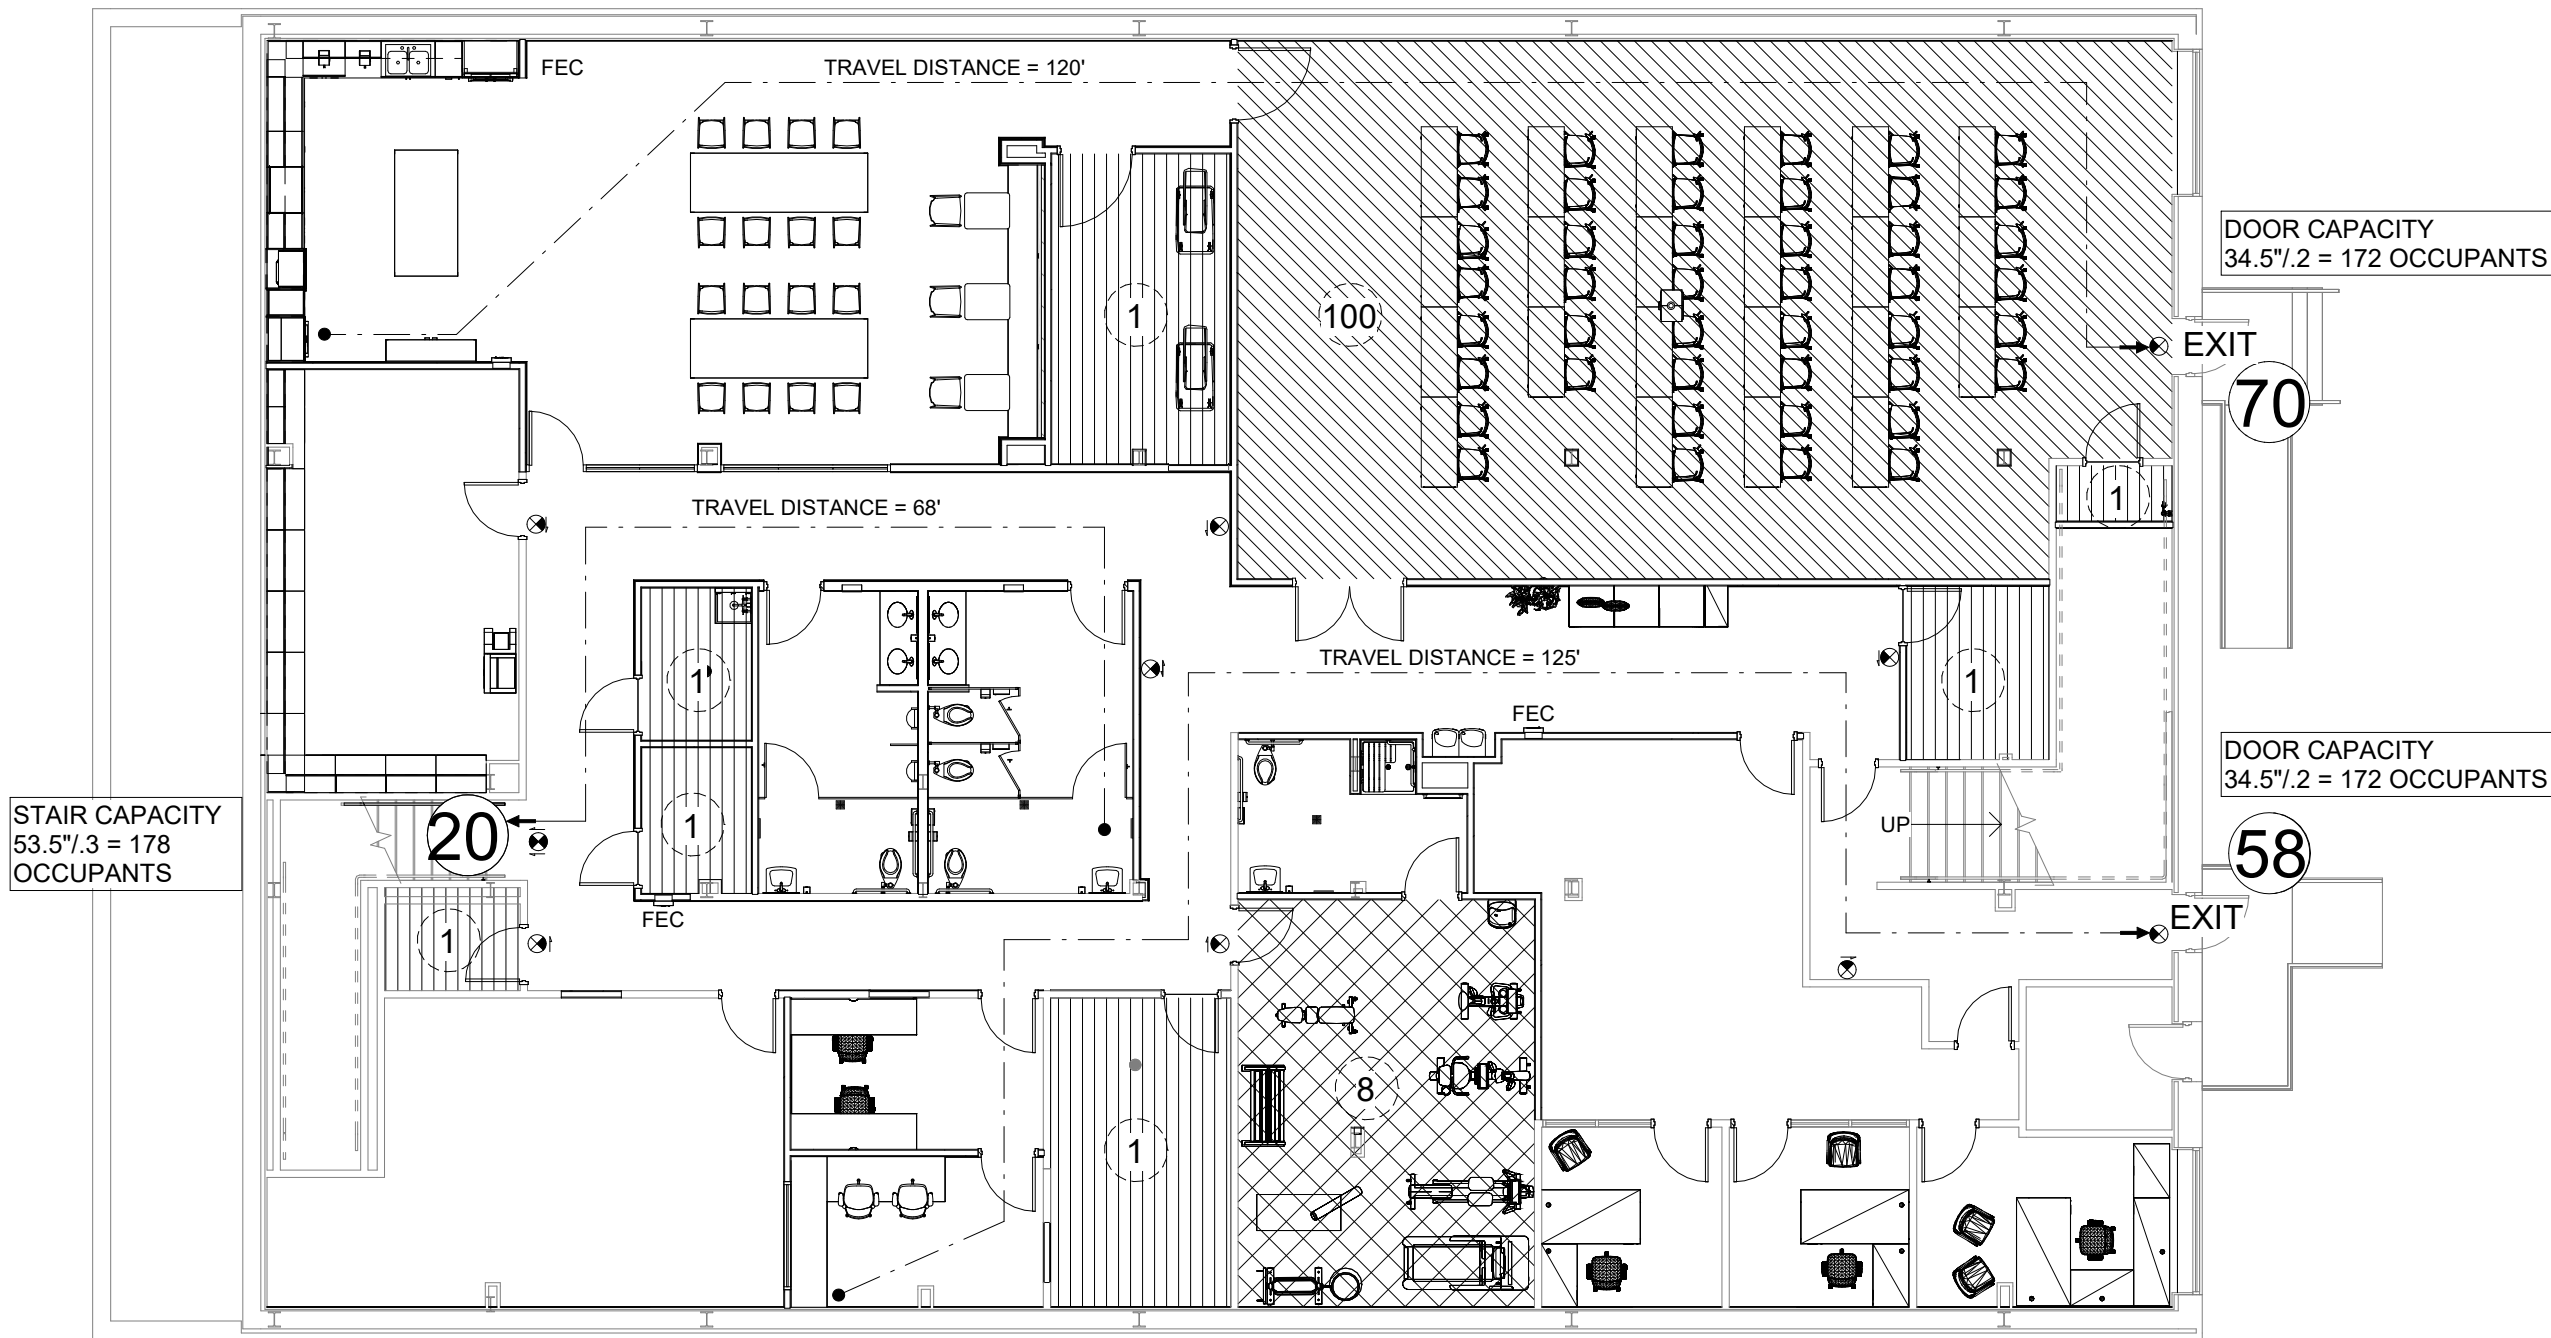 FEC
TRAVEL DISTANCE = 120'
DOOR CAPACITY
34.5"/.2 = 172 OCCUPANTS
1
100
EXIT
70
TRAVEL DISTANCE = 68'
1
TRAVEL DISTANCE = 125'
1
1
FEC
DOOR CAPACITY
34.5"/.2 = 172 OCCUPANTS
STAIR CAPACITY
53.5"/.3 = 178
OCCUPANTS
20
1
UP
58
FEC
EXIT
1
8
1